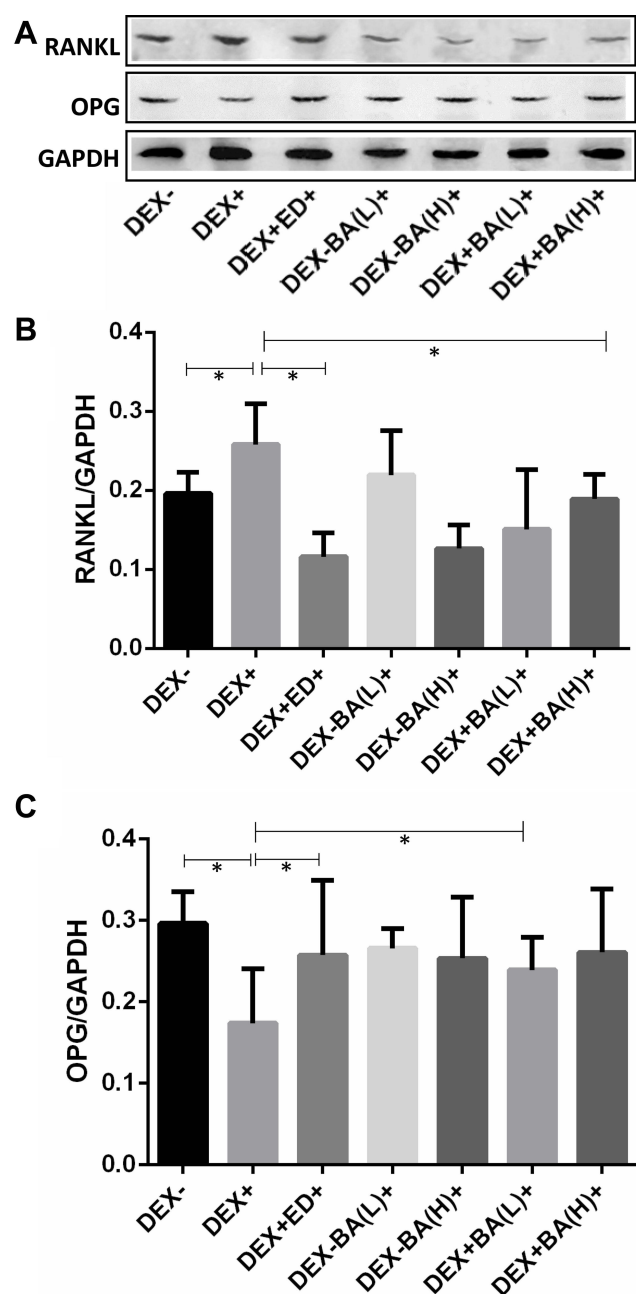 A
RANKL
OPG
GAPDH
DEX- DEX+ DEX+ED+ DEX-BA(L)+ DEX-BA(H)+ DEX+BA(L)+ DEX+BA(H)+
B
RANKL/GAPDH
0.4
0.3
0.2
0.1
0.0
* * *
DEX- DEX+ DEX+ED+ DEX-BA(L)+ DEX-BA(H)+ DEX+BA(L)+ DEX+BA(H)+
C
OPG/GAPDH
0.4
0.3
0.2
0.1
0.0
* * *
DEX- DEX+ DEX+ED+ DEX-BA(L)+ DEX-BA(H)+ DEX+BA(L)+ DEX+BA(H)+